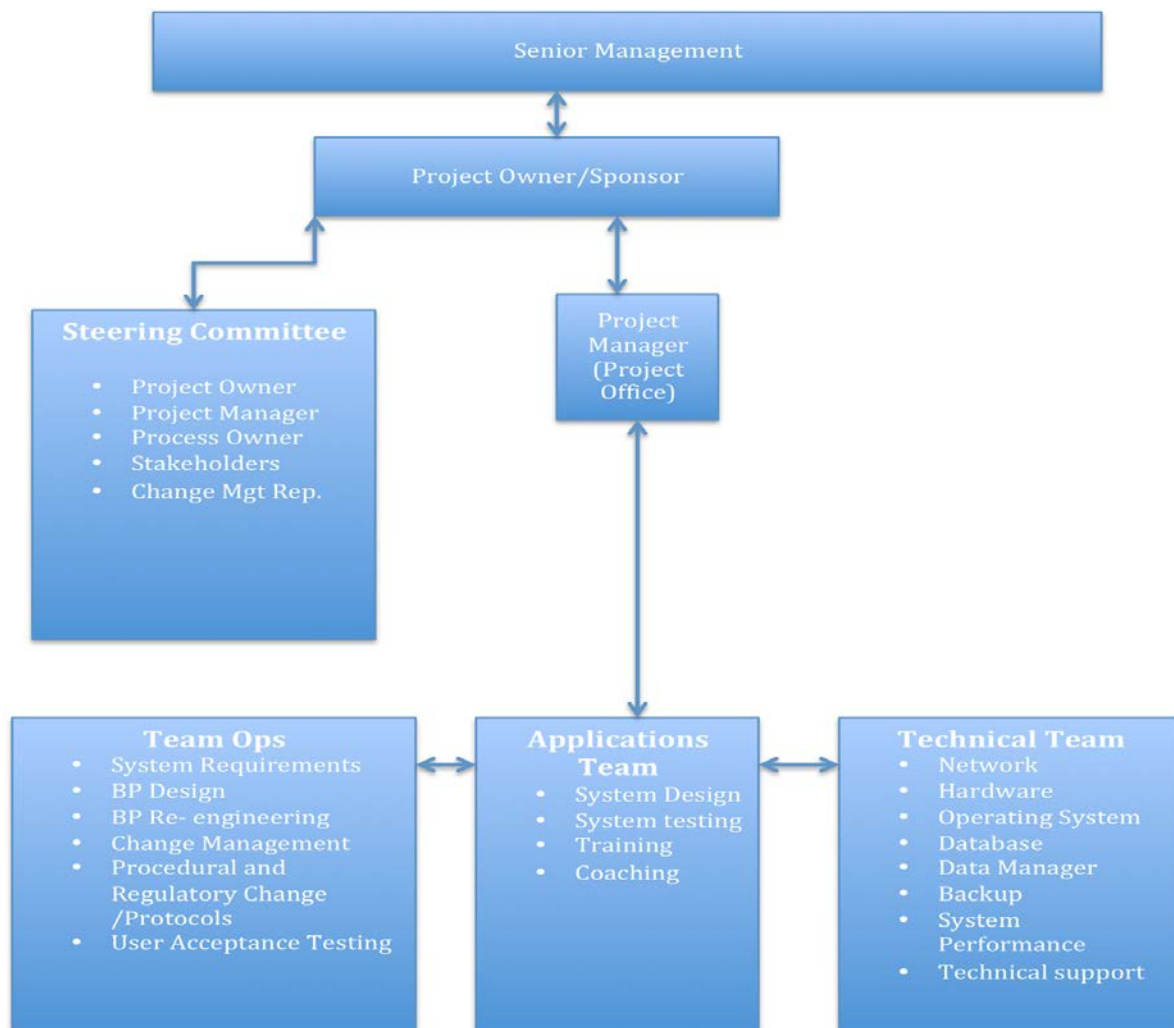 Senior Management
Project Owner/Sponsor
Steering Committee
• Project Owner
• Project Manager
• Process Owner
• Stakeholders
• Change Mgt Rep.
Project
Manager
(Project
Office)
Team Ops
• System Requirements
• BP Design
• BP Re- engineering
• Change Management
• Procedural and
Regulatory Change
/Protocols
• User Acceptance Testing
Applications
Team
• System Design
• System testing
• Training
• Coaching
Technical Team
• Network
• Hardware
• Operating System
• Database
• Data Manager
• Backup
• System
Performance
• Technical support